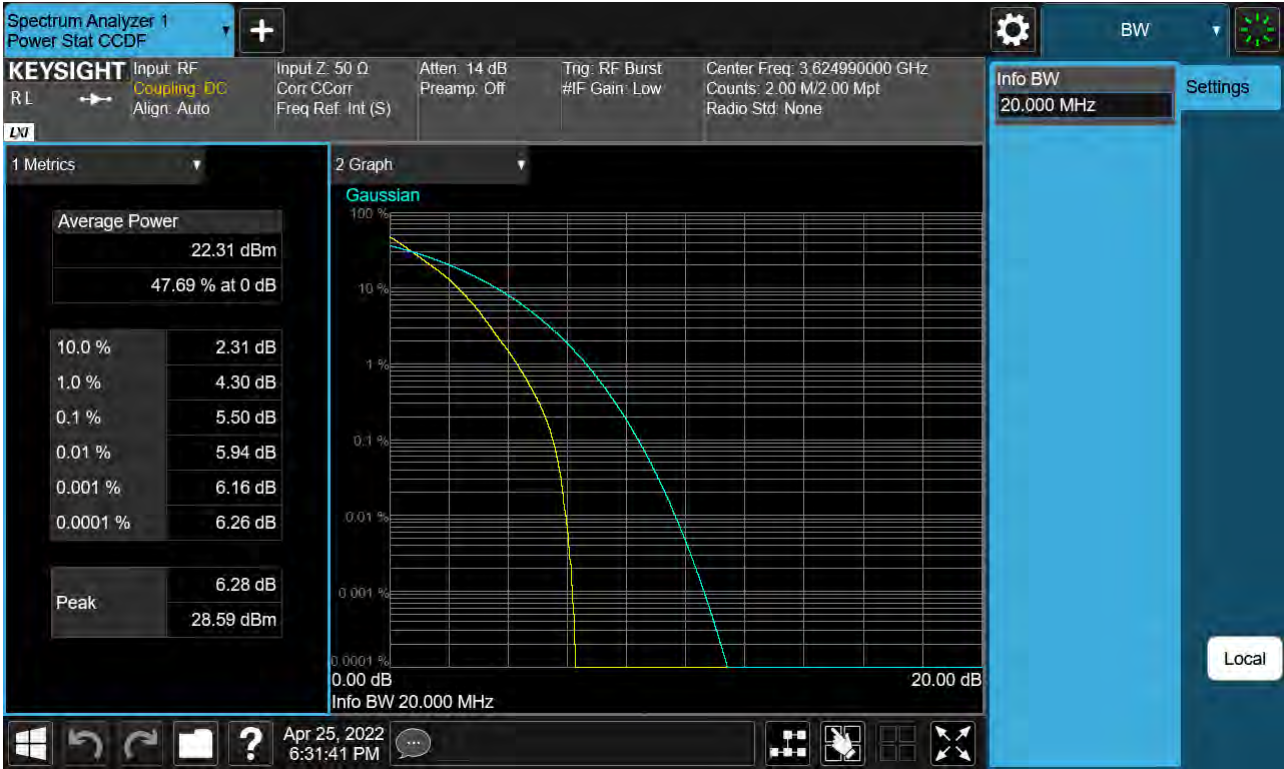 Spectrum Analyzer 1
Power Stat CCDF
+
BW
KEYSIGHT
RL
LXI
Input: RF
Coupling: DC
Align: Auto
Input Z: 50 Ω
Corr CCorr
Freq Ref: Int (S)
Atten: 14 dB
Preamp: Off
Trig: RF Burst
#IF Gain: Low
Center Freq: 3.624990000 GHz
Counts: 2.00 M/2.00 Mpt
Radio Std: None
Info BW
20.000 MHz
Settings
1 Metrics
Average Power
22.31 dBm
47.69 % at 0 dB
10.0 % 2.31 dB
1.0 % 4.30 dB
0.1 % 5.50 dB
0.01 % 5.94 dB
0.001 % 6.16 dB
0.0001 % 6.26 dB
Peak
6.28 dB
28.59 dBm
2 Graph
Gaussian
100 %
10 %
1 %
0.1 %
0.01 %
0.001 %
0.0001 %
0.00 dB 20.00 dB
Info BW 20.000 MHz
Local
?
Apr 25, 2022
6:31:41 PM